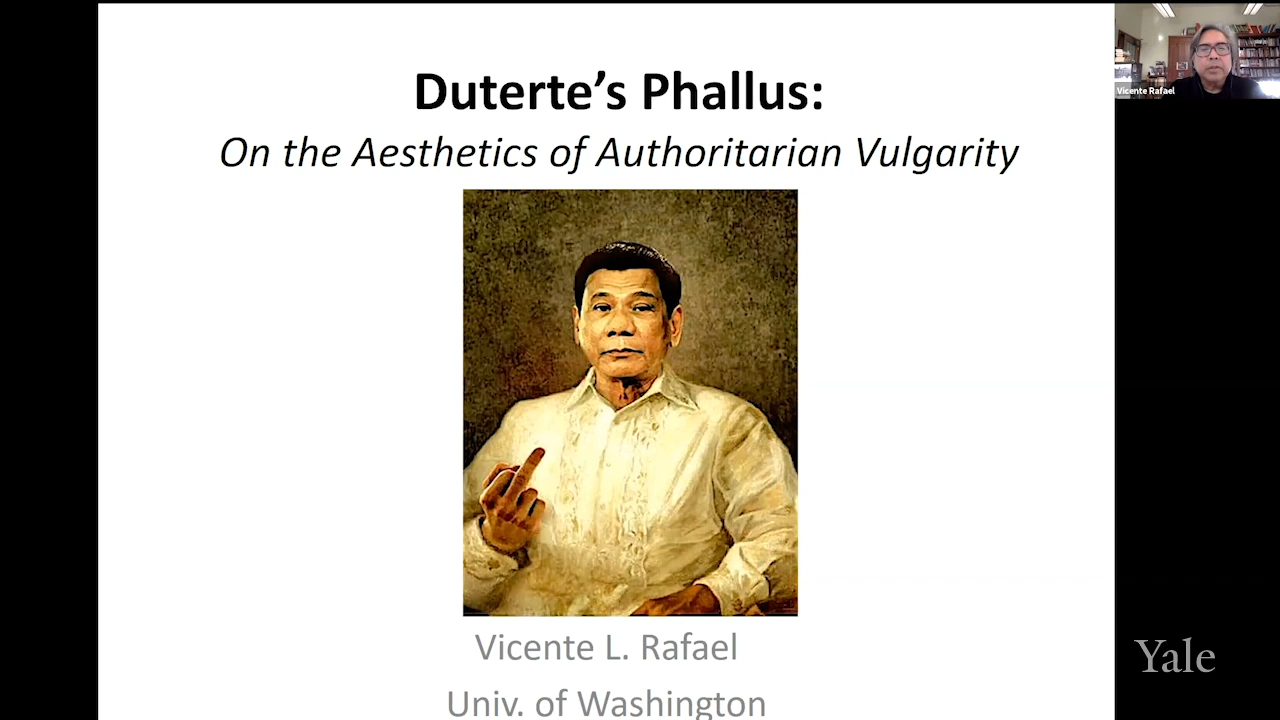 Duterte’s Phallus:
On the Aesthetics of Authoritarian Vulgarity
Vicente L. Rafael
Univ. of Washington
Vicente Rafael
Yale